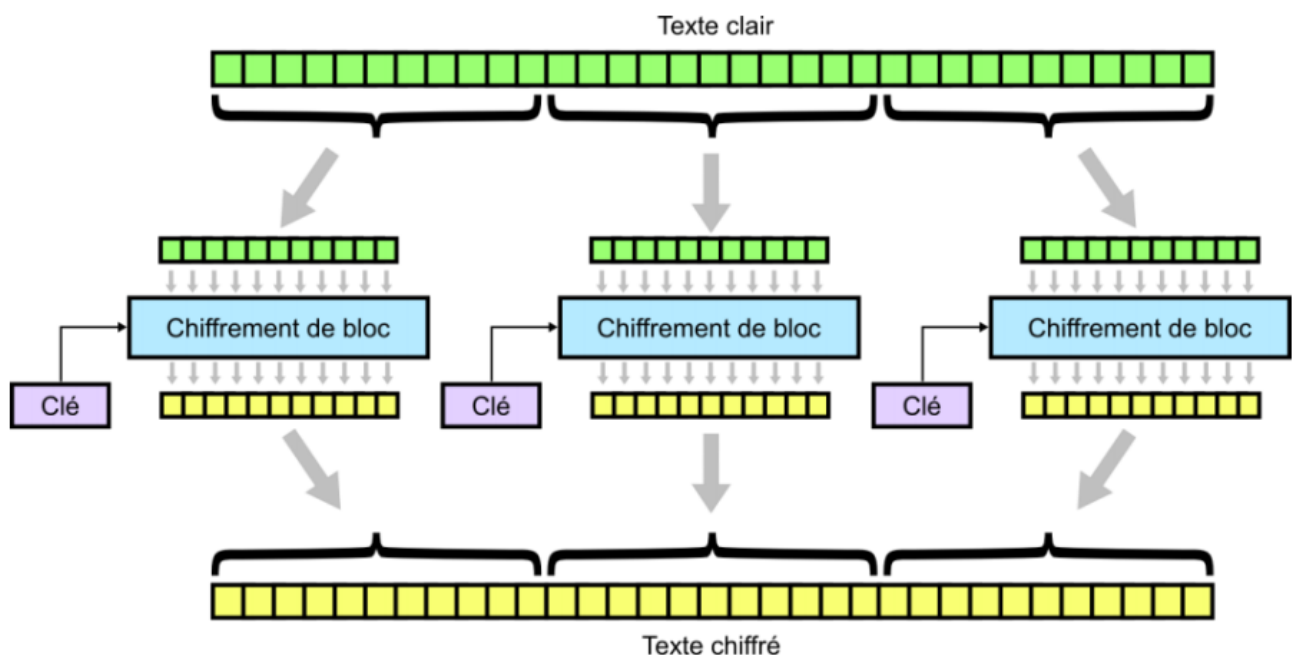 Texte clair
Chiffrement de bloc
Chiffrement de bloc
Chiffrement de bloc
Clé
Clé
Clé
Texte chiffré